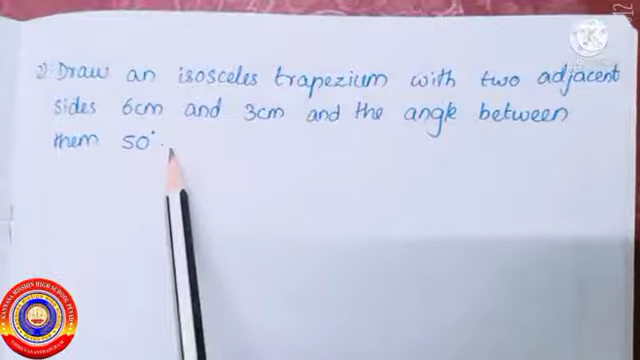 2) Draw an isosceles trapezium with two adjacent
sides 6cm and 3cm and the angle between
them 50°.